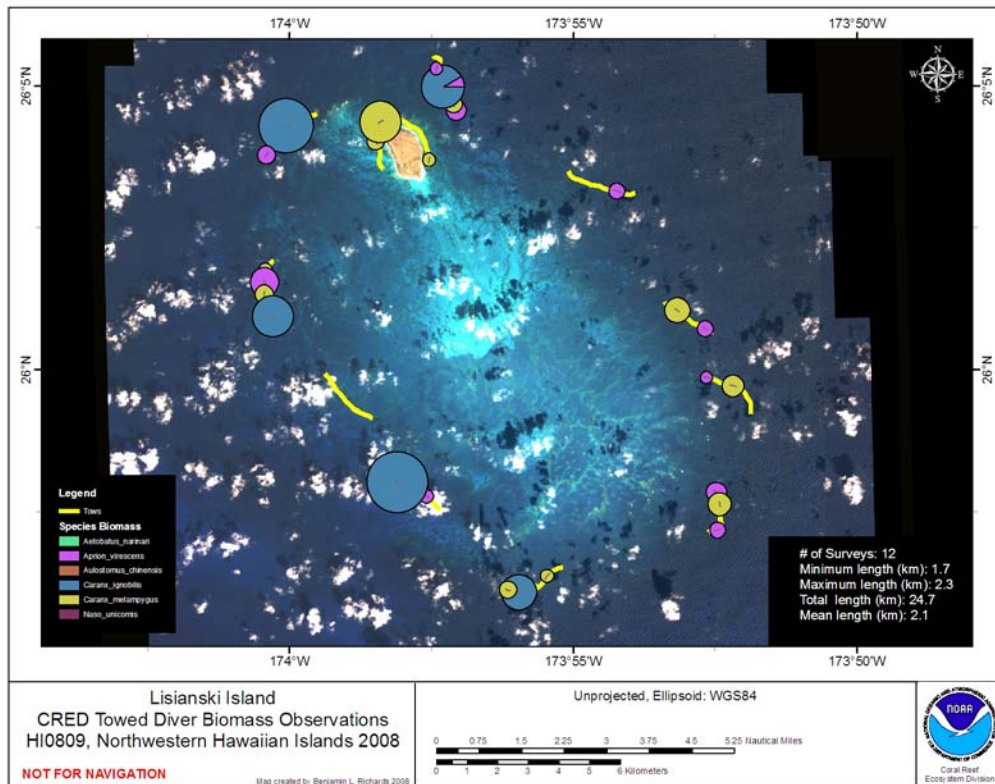 174°W 173°55'W 173°50'W
N
W E
S
26°5'N 26°5'N
26°N 26°N
Legend
Tows
Species Biomass
Aetobatus_narinari
Aprion_virescens
Aulostomus_chinensis
Caranx_ignobilis
Caranx_melampygus
Naso_unicornis
# of Surveys: 12
Minimum length (km): 1.7
Maximum length (km): 2.3
Total length (km): 24.7
Mean length (km): 2.1
174°W 173°55'W 173°50'W
Lisianski Island
CRED Towed Diver Biomass Observations
HI0809, Northwestern Hawaiian Islands 2008
NOT FOR NAVIGATION
Map created by Benjamin L. Richards 2008
Unprojected, Ellipsoid: WGS84
0 0.75 1.5 2.25 3 3.75 4.5 5.25 Nautical Miles
0 1 2 3 4 5 6 Kilometers
NOAA
Coral Reef
Ecosystem Division